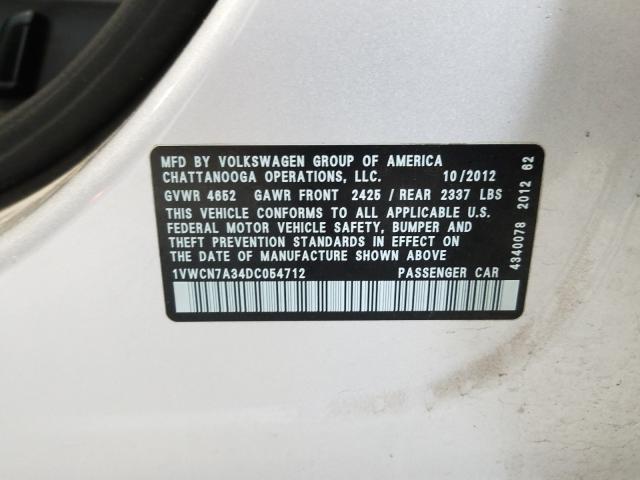 MFD BY VOLKSWAGEN GROUP OF AMERICA
CHATTANOOGA OPERATIONS, LLC. 10/2012
GVWR 4652 GAWR FRONT 2425 / REAR 2337 LBS
THIS VEHICLE CONFORMS TO ALL APPLICABLE U.S.
FEDERAL MOTOR VEHICLE SAFETY, BUMPER AND
THEFT PREVENTION STANDARDS IN EFFECT ON
THE DATE OF MANUFACTURE SHOWN ABOVE
1VWCN7A34DC054712 PASSENGER CAR
4340078 2012 62